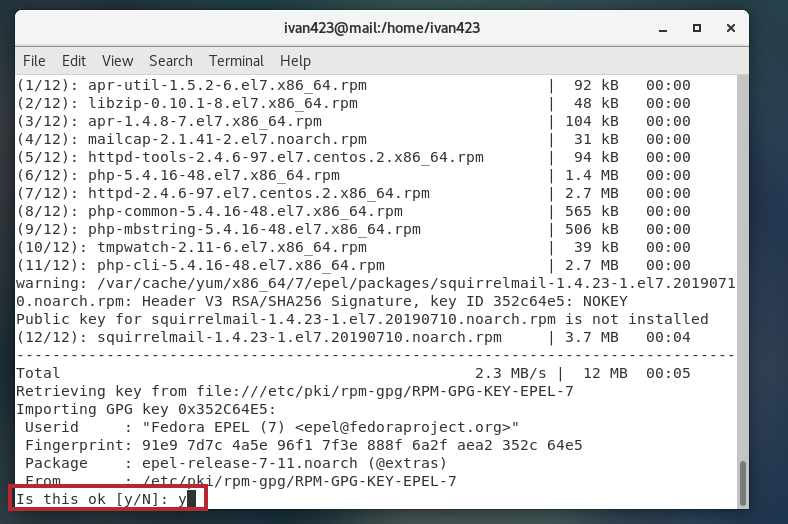 ivan423@mail:/home/ivan423
File Edit View Search Terminal Help
(1/12): apr-util-1.5.2-6.el7.x86_64.rpm | 92 kB 00:00
(2/12): libzip-0.10.1-8.el7.x86_64.rpm | 48 kB 00:00
(3/12): apr-1.4.8-7.el7.x86_64.rpm | 104 kB 00:00
(4/12): mailcap-2.1.41-2.el7.noarch.rpm | 31 kB 00:00
(5/12): httpd-tools-2.4.6-97.el7.centos.2.x86_64.rpm | 94 kB 00:00
(6/12): php-5.4.16-48.el7.x86_64.rpm | 1.4 MB 00:00
(7/12): httpd-2.4.6-97.el7.centos.2.x86_64.rpm | 2.7 MB 00:00
(8/12): php-common-5.4.16-48.el7.x86_64.rpm | 565 kB 00:00
(9/12): php-mbstring-5.4.16-48.el7.x86_64.rpm | 506 kB 00:00
(10/12): tmpwatch-2.11-6.el7.x86_64.rpm | 39 kB 00:00
(11/12): php-cli-5.4.16-48.el7.x86_64.rpm | 2.7 MB 00:00
warning: /var/cache/yum/x86_64/7/epel/packages/squirrelmail-1.4.23-1.el7.2019071
0.noarch.rpm: Header V3 RSA/SHA256 Signature, key ID 352c64e5: NOKEY
Public key for squirrelmail-1.4.23-1.el7.20190710.noarch.rpm is not installed
(12/12): squirrelmail-1.4.23-1.el7.20190710.noarch.rpm | 3.7 MB 00:04
--------------------------------------------------------------------------------
Total 2.3 MB/s | 12 MB 00:05
Retrieving key from file:///etc/pki/rpm-gpg/RPM-GPG-KEY-EPEL-7
Importing GPG key 0x352C64E5:
Userid : "Fedora EPEL (7) <epel@fedoraproject.org>"
Fingerprint: 91e9 7d7c 4a5e 96f1 7f3e 888f 6a2f aea2 352c 64e5
Package : epel-release-7-11.noarch (@extras)
From : /etc/pki/rpm-gpg/RPM-GPG-KEY-EPEL-7
Is this ok [y/N]: y